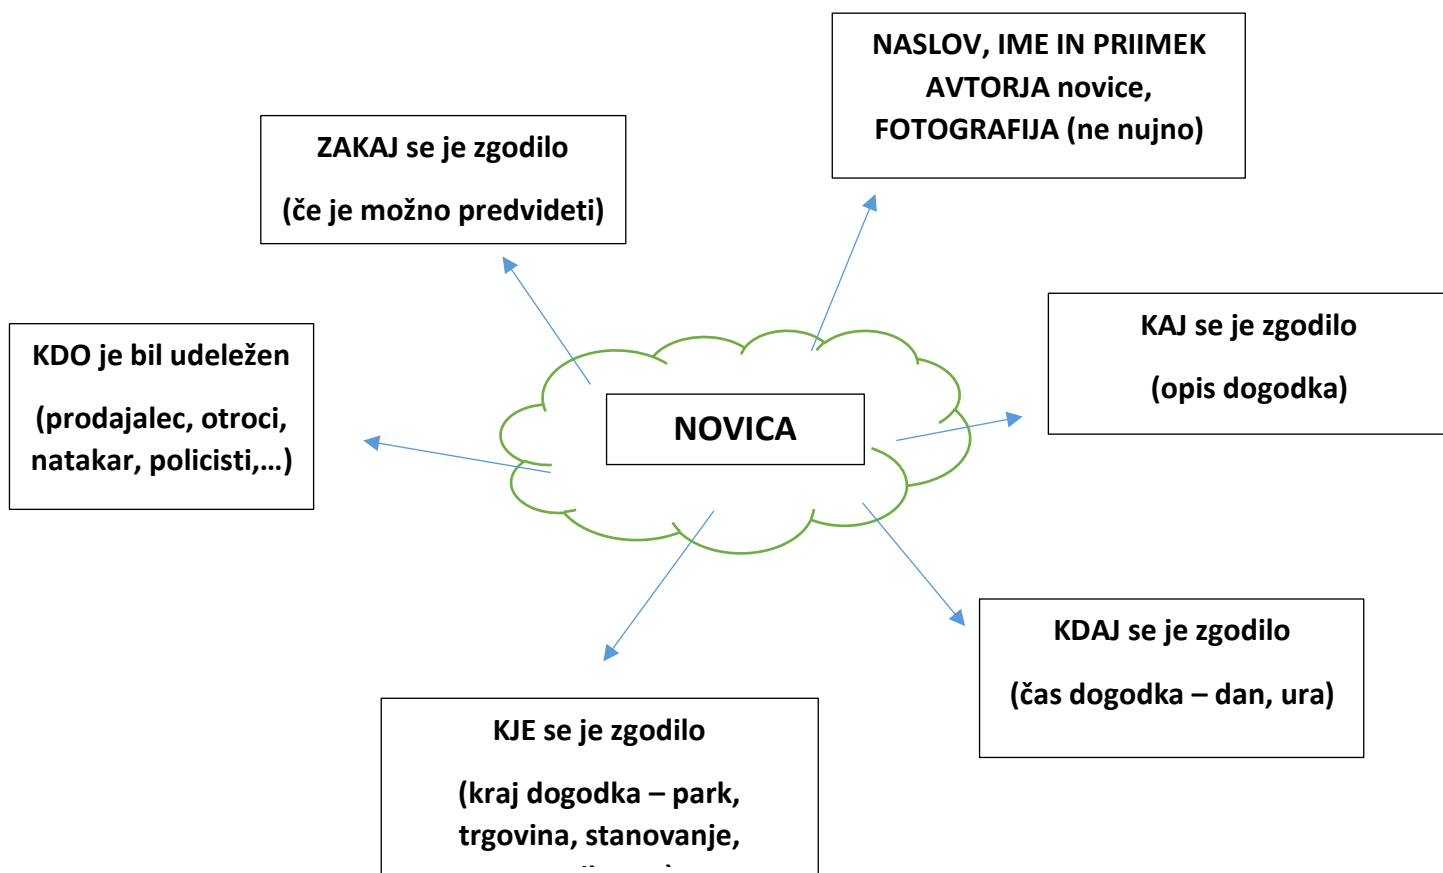 NASLOV, IME IN PRIIMEK
AVTORJA novice,
FOTOGRAFIJA (ne nujno)
ZAKAJ se je zgodilo
(če je možno predvideti)
KAJ se je zgodilo
(opis dogodka)
KDO je bil udeležen
(prodajalec, otroci,
natakar, policisti,...)
NOVICA
KDAJ se je zgodilo
(čas dogodka – dan, ura)
KJE se je zgodilo
(kraj dogodka – park,
trgovina, stanovanje,